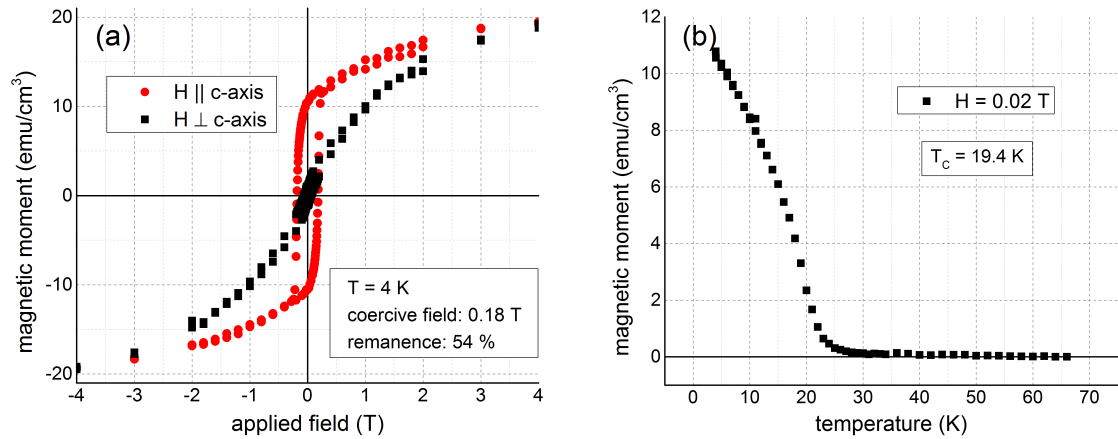 (a)
magnetic moment (emu/cm³)
20
10
0
-10
-20
H || c-axis
H ⊥ c-axis
T = 4 K
coercive field: 0.18 T
remanence: 54 %
-4 -3 -2 -1 0 1 2 3 4
applied field (T)
(b)
magnetic moment (emu/cm³)
12
10
8
6
4
2
0
H = 0.02 T
T_C = 19.4 K
0 10 20 30 40 50 60 70
temperature (K)